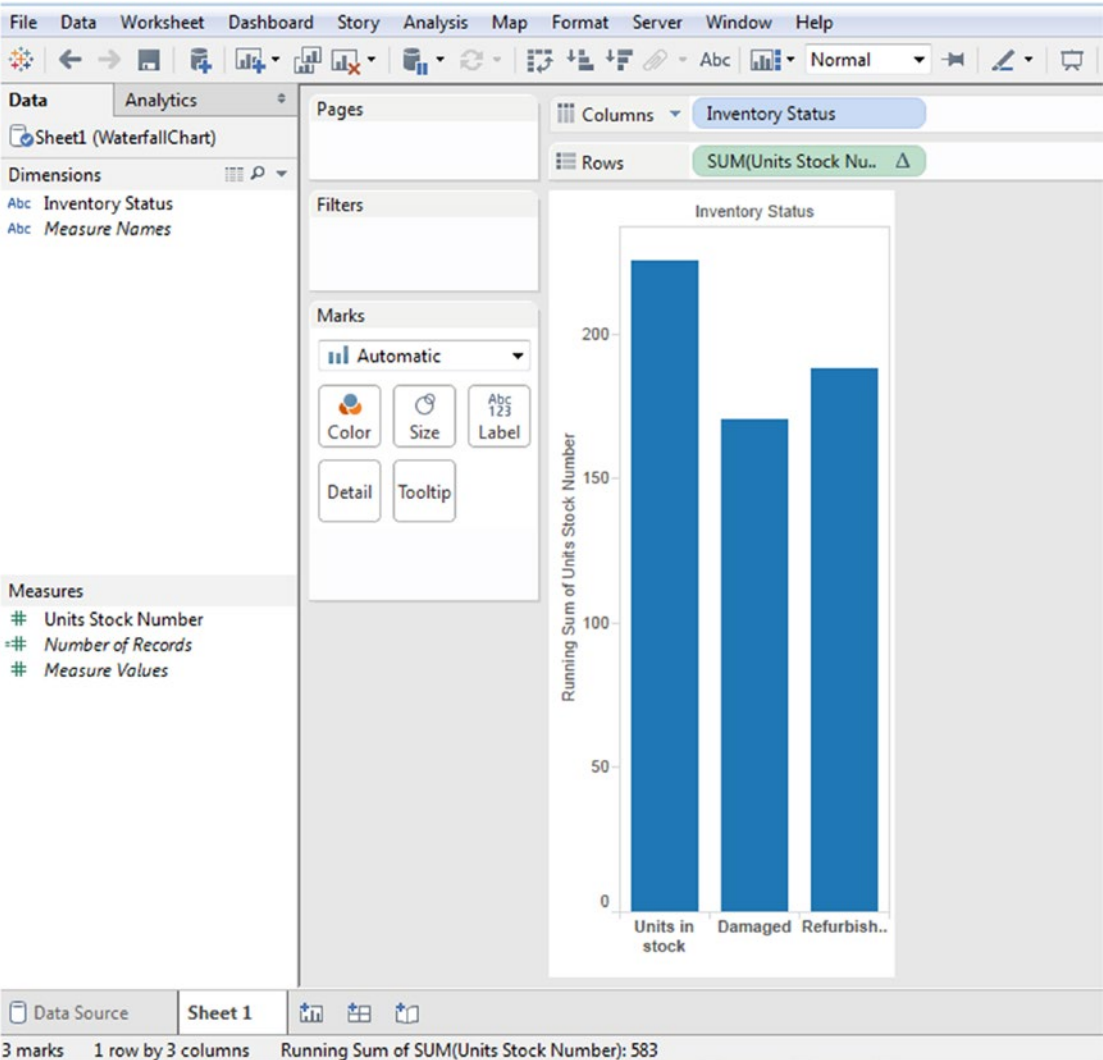 File Data Worksheet Dashboard Story Analysis Map Format Server Window Help
Abc Normal
Data Analytics
Sheet1 (WaterfallChart)
Dimensions
Abc Inventory Status
Abc Measure Names
Measures
# Units Stock Number
=# Number of Records
# Measure Values
Pages
Filters
Marks
Automatic
Color Size Abc 123 Label
Detail Tooltip
Columns Inventory Status
Rows SUM(Units Stock Nu.. Δ
Inventory Status
Running Sum of Units Stock Number
200
150
100
50
0
Units in stock Damaged Refurbish..
Data Source Sheet 1
3 marks 1 row by 3 columns Running Sum of SUM(Units Stock Number): 583